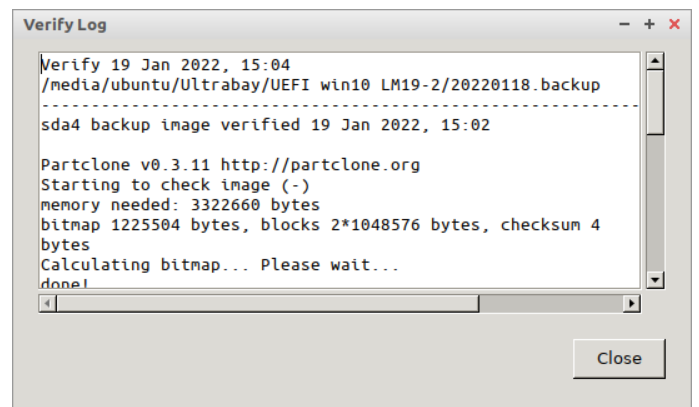 Verify Log
Verify 19 Jan 2022, 15:04
/media/ubuntu/Ultrabay/UEFI win10 LM19-2/20220118.backup
----------------------------------------------------------------
sda4 backup image verified 19 Jan 2022, 15:02
Partclone v0.3.11 http://partclone.org
Starting to check image (-)
memory needed: 3322660 bytes
bitmap 1225504 bytes, blocks 2*1048576 bytes, checksum 4
bytes
Calculating bitmap... Please wait...
done!
Close